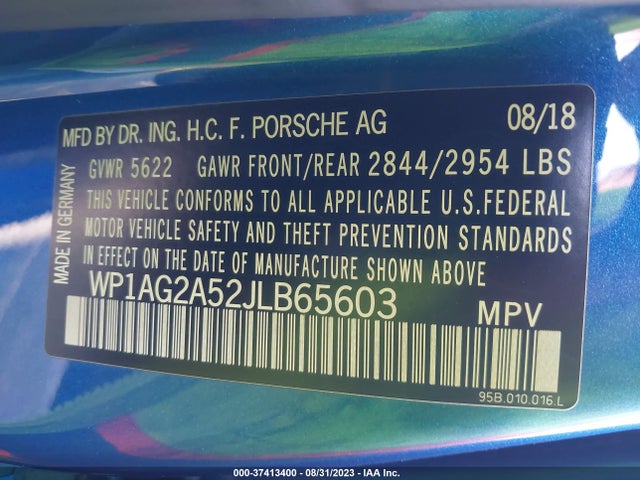 MFD BY DR. ING. H.C. F. PORSCHE AG 08/18
GVWR 5622 GAWR FRONT/REAR 2844/2954 LBS
THIS VEHICLE CONFORMS TO ALL APPLICABLE U.S.FEDERAL
MOTOR VEHICLE SAFETY AND THEFT PREVENTION STANDARDS
IN EFFECT ON THE DATE OF MANUFACTURE SHOWN ABOVE
WP1AG2A52JLB65603 MPV
MADE IN GERMANY
95B.010.016.L
000-37413400 - 08/31/2023 - IAA Inc.